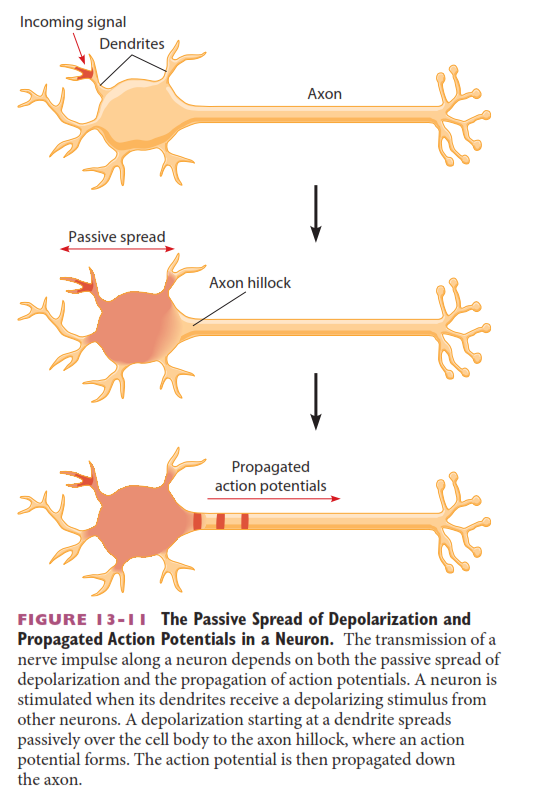 Incoming signal
Dendrites
Axon
Passive spread
Axon hillock
Propagated
action potentials
FIGURE 13-11 The Passive Spread of Depolarization and
Propagated Action Potentials in a Neuron. The transmission of a
nerve impulse along a neuron depends on both the passive spread of
depolarization and the propagation of action potentials. A neuron is
stimulated when its dendrites receive a depolarizing stimulus from
other neurons. A depolarization starting at a dendrite spreads
passively over the cell body to the axon hillock, where an action
potential forms. The action potential is then propagated down
the axon.